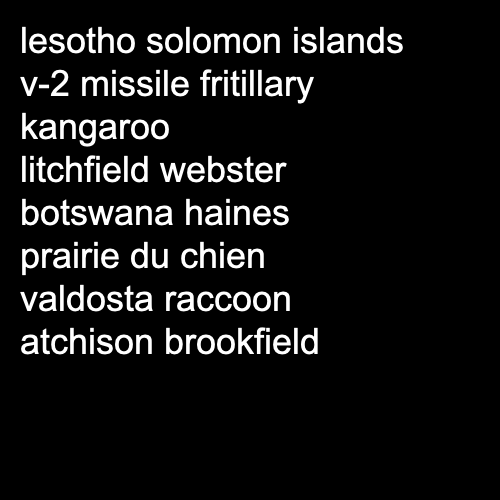 lesotho solomon islands
v-2 missile fritillary
kangaroo
litchfield webster
botswana haines
prairie du chien
valdosta raccoon
atchison brookfield